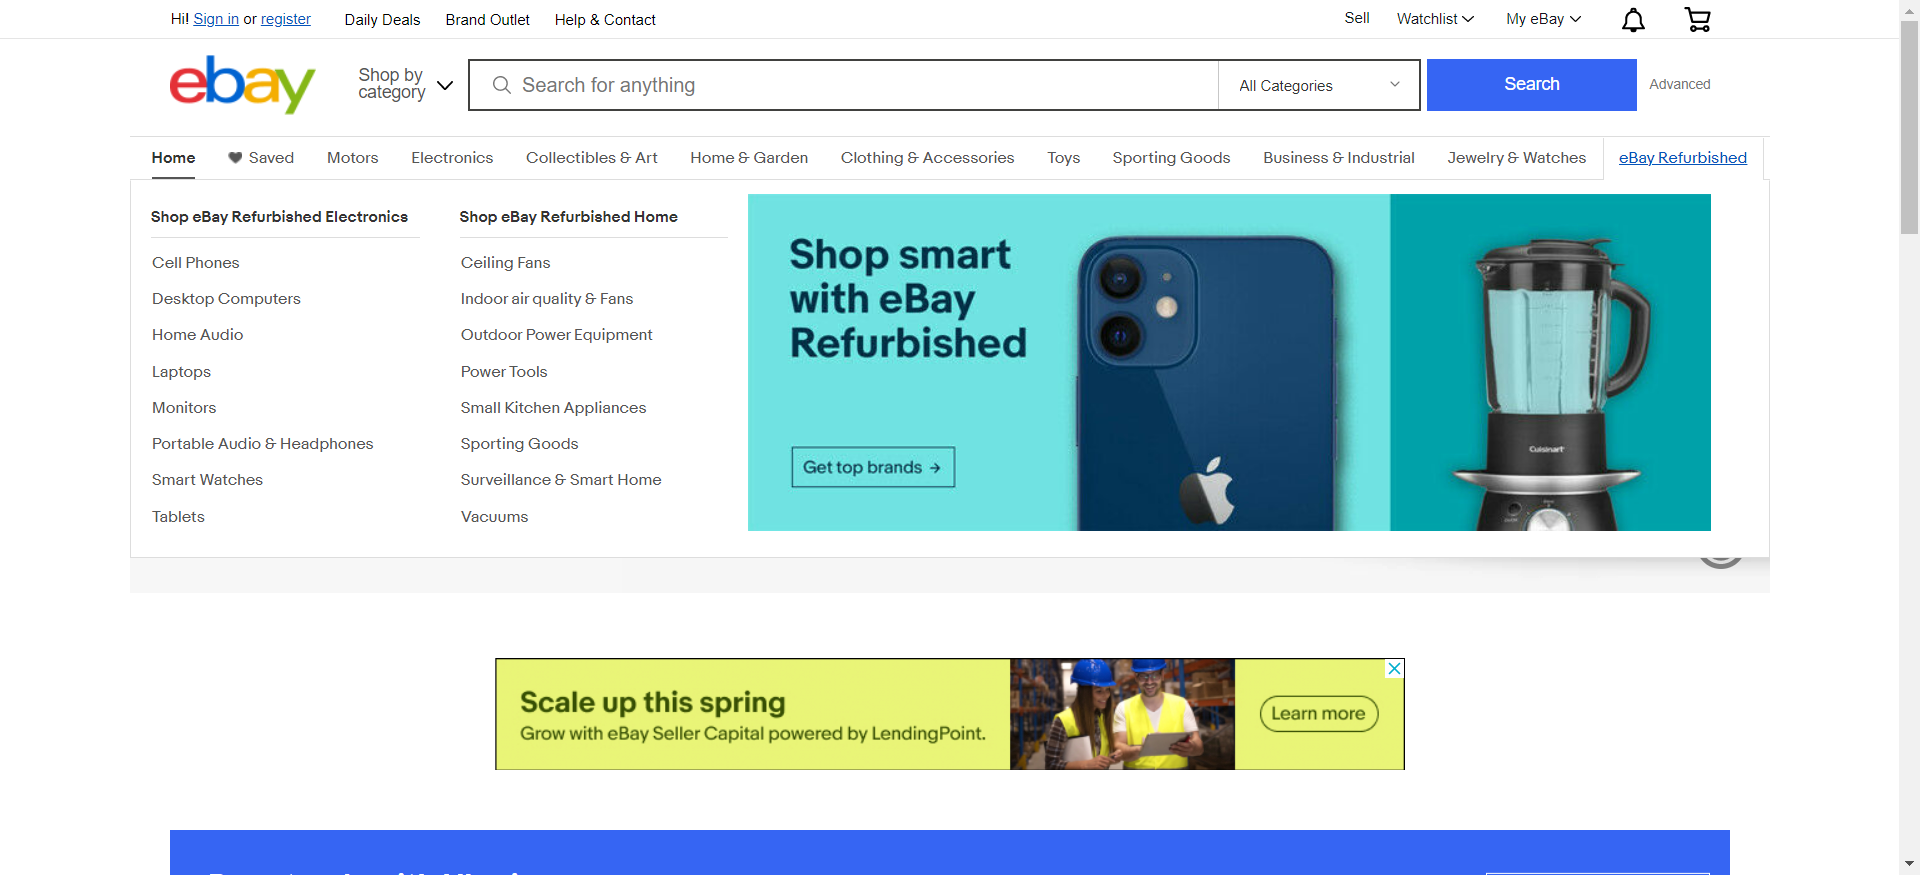 Hi! Sign in or register
Daily Deals
Brand Outlet
Help & Contact
Sell
Watchlist
My eBay
ebay
Shop by
category
Search for anything
All Categories
Search
Advanced
Home
Saved
Motors
Electronics
Collectibles & Art
Home & Garden
Clothing & Accessories
Toys
Sporting Goods
Business & Industrial
Jewelry & Watches
eBay Refurbished
Shop eBay Refurbished Electronics
Cell Phones
Desktop Computers
Home Audio
Laptops
Monitors
Portable Audio & Headphones
Smart Watches
Tablets
Shop eBay Refurbished Home
Ceiling Fans
Indoor air quality & Fans
Outdoor Power Equipment
Power Tools
Small Kitchen Appliances
Sporting Goods
Surveillance & Smart Home
Vacuums
Shop smart
with eBay
Refurbished
Get top brands →
Cuisinart
Scale up this spring
Grow with eBay Seller Capital powered by LendingPoint.
Learn more